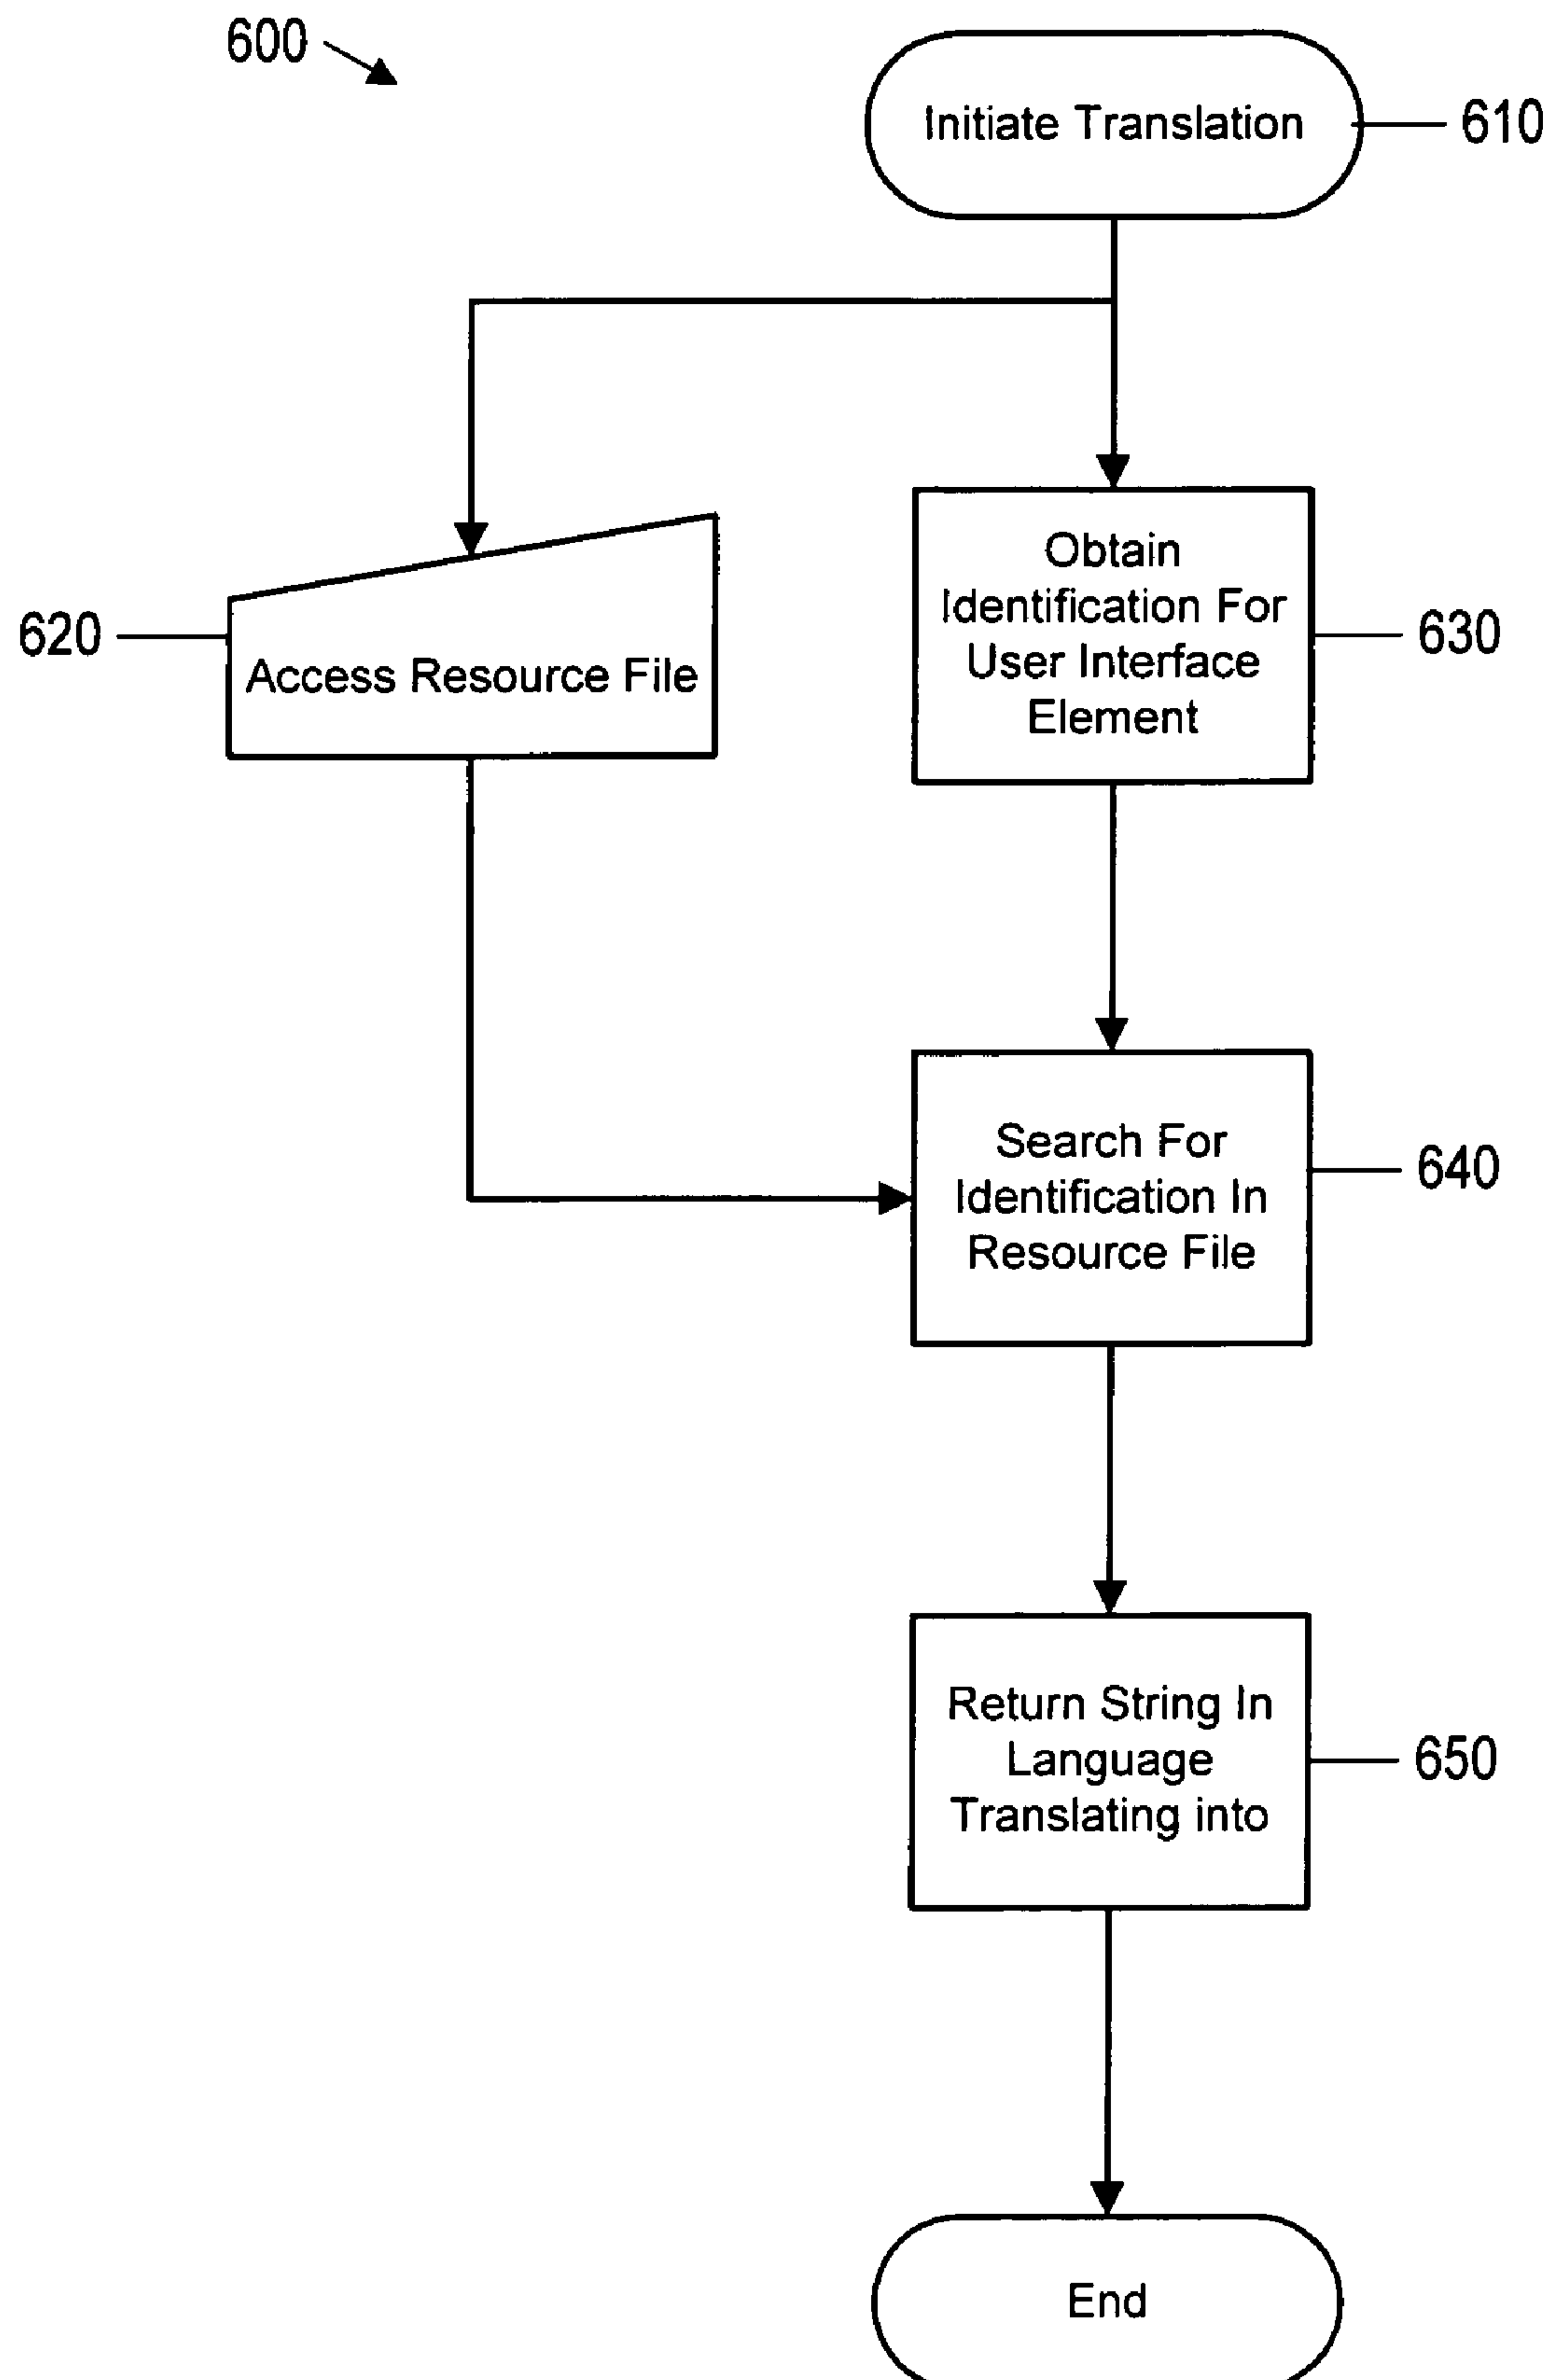 600
Initiate Translation
610
Obtain
Identification For
User Interface
Element
630
620
Access Resource File
Search For
Identification In
Resource File
640
Return String In
Language
Translating into
650
End